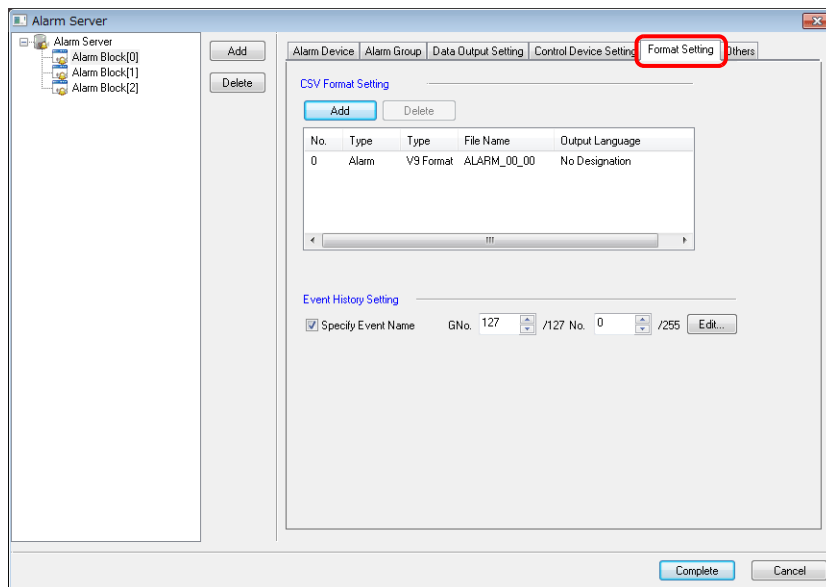 Alarm Server
Alarm Server
Alarm Block[0]
Alarm Block[1]
Alarm Block[2]
Add
Delete
Alarm Device Alarm Group Data Output Setting Control Device Setting Format Setting Others
CSV Format Setting
Add Delete
No. Type Type File Name Output Language
0 Alarm V9 Format ALARM_00_00 No Designation
Event History Setting
Specify Event Name GNo. 127 /127 No. 0 /255 Edit...
Complete Cancel